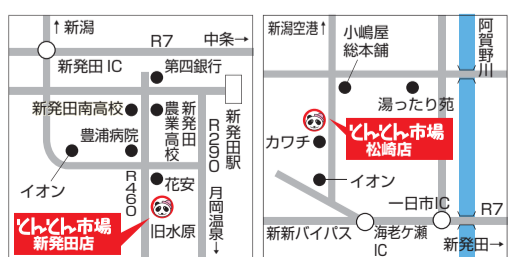 ↑新潟
R7
中条→
新発田 IC
第四銀行
新発田南高校
新発田
農業高校
豊浦病院
新発田駅
R290
月岡温泉→
イオン
R460
花安
旧水原
とんとん市場
新発田店
新潟空港↑
小嶋屋
総本舗
阿賀野川
湯ったり苑
とんとん市場
松崎店
カワチ
イオン
一日市IC
R7
新新バイパス
海老ケ瀬
IC
新発田→